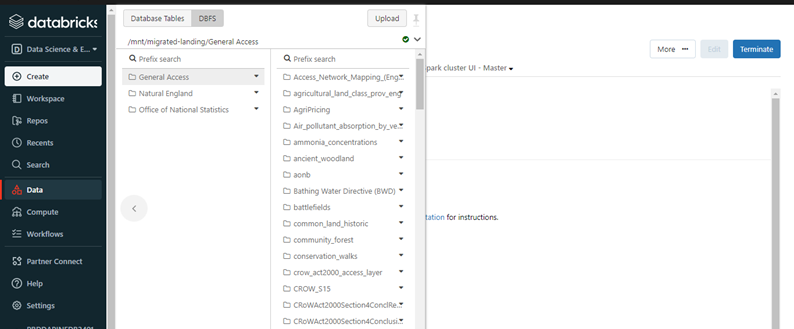 databricks
Data Science & E...
Create
Workspace
Repos
Recents
Search
Data
Compute
Workflows
Partner Connect
Help
Settings
Database Tables
DBFS
Upload
/mnt/migrated-landing/General Access
Prefix search
General Access
Natural England
Office of National Statistics
Prefix search
Access_Network_Mapping_(Eng...
agricultural_land_class_prov_eng
AgriPricing
Air_pollutant_absorption_by_ve...
ammonia_concentrations
ancient_woodland
aonb
Bathing Water Directive (BWD)
battlefields
common_land_historic
community_forest
conservation_walks
crow_act2000_access_layer
CROW_S15
CRoWAct2000Section4ConclRe...
CRoWAct2000Section4Conclusi...
More
Edit
Terminate
park cluster UI - Master
tation for instructions.